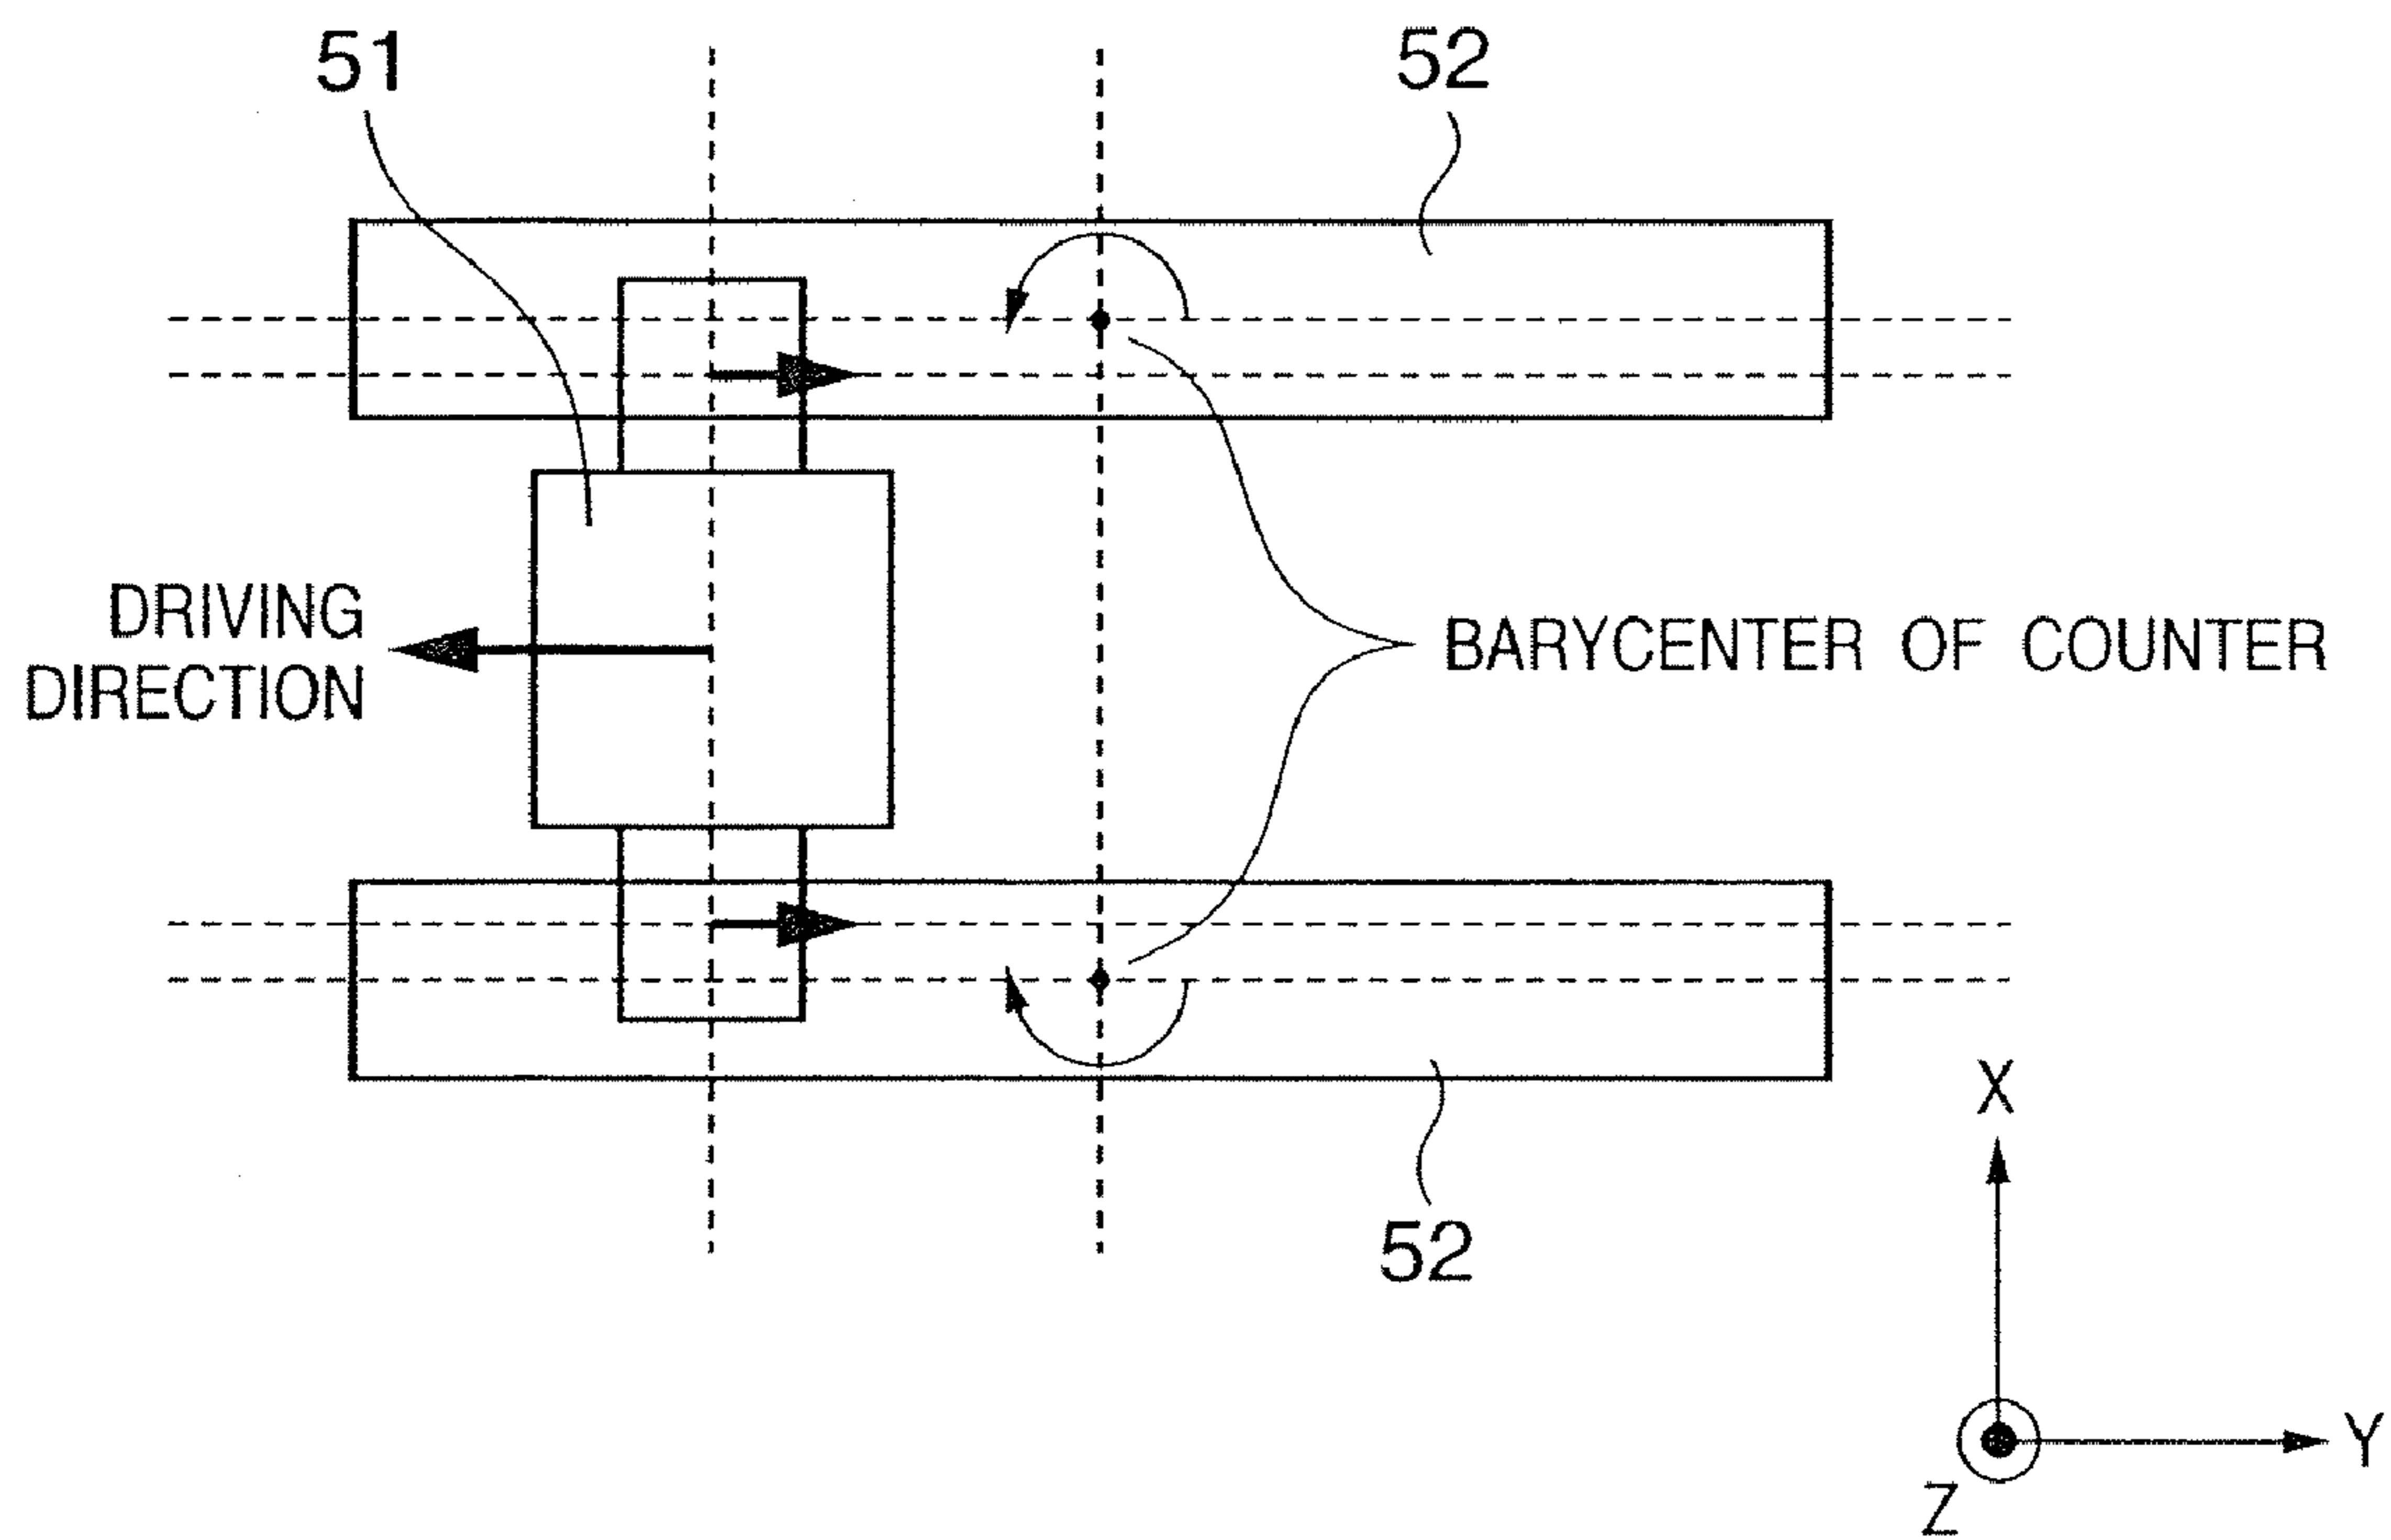 51
52
DRIVING
DIRECTION
BARYCENTER OF COUNTER
52
X
Y
Z